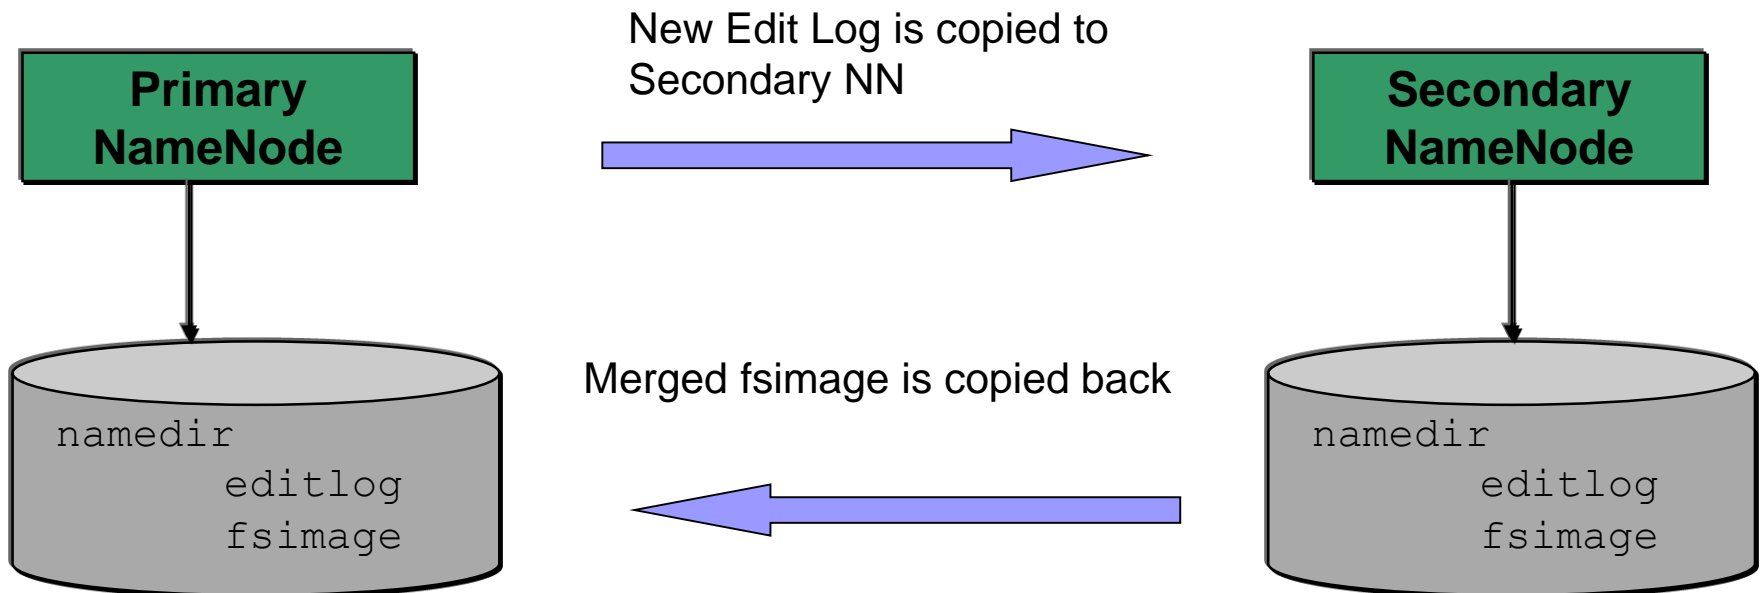 New Edit Log is copied to
Secondary NN
Primary
NameNode
Secondary
NameNode
Merged fsimage is copied back
namedir
editlog
fsimage
namedir
editlog
fsimage